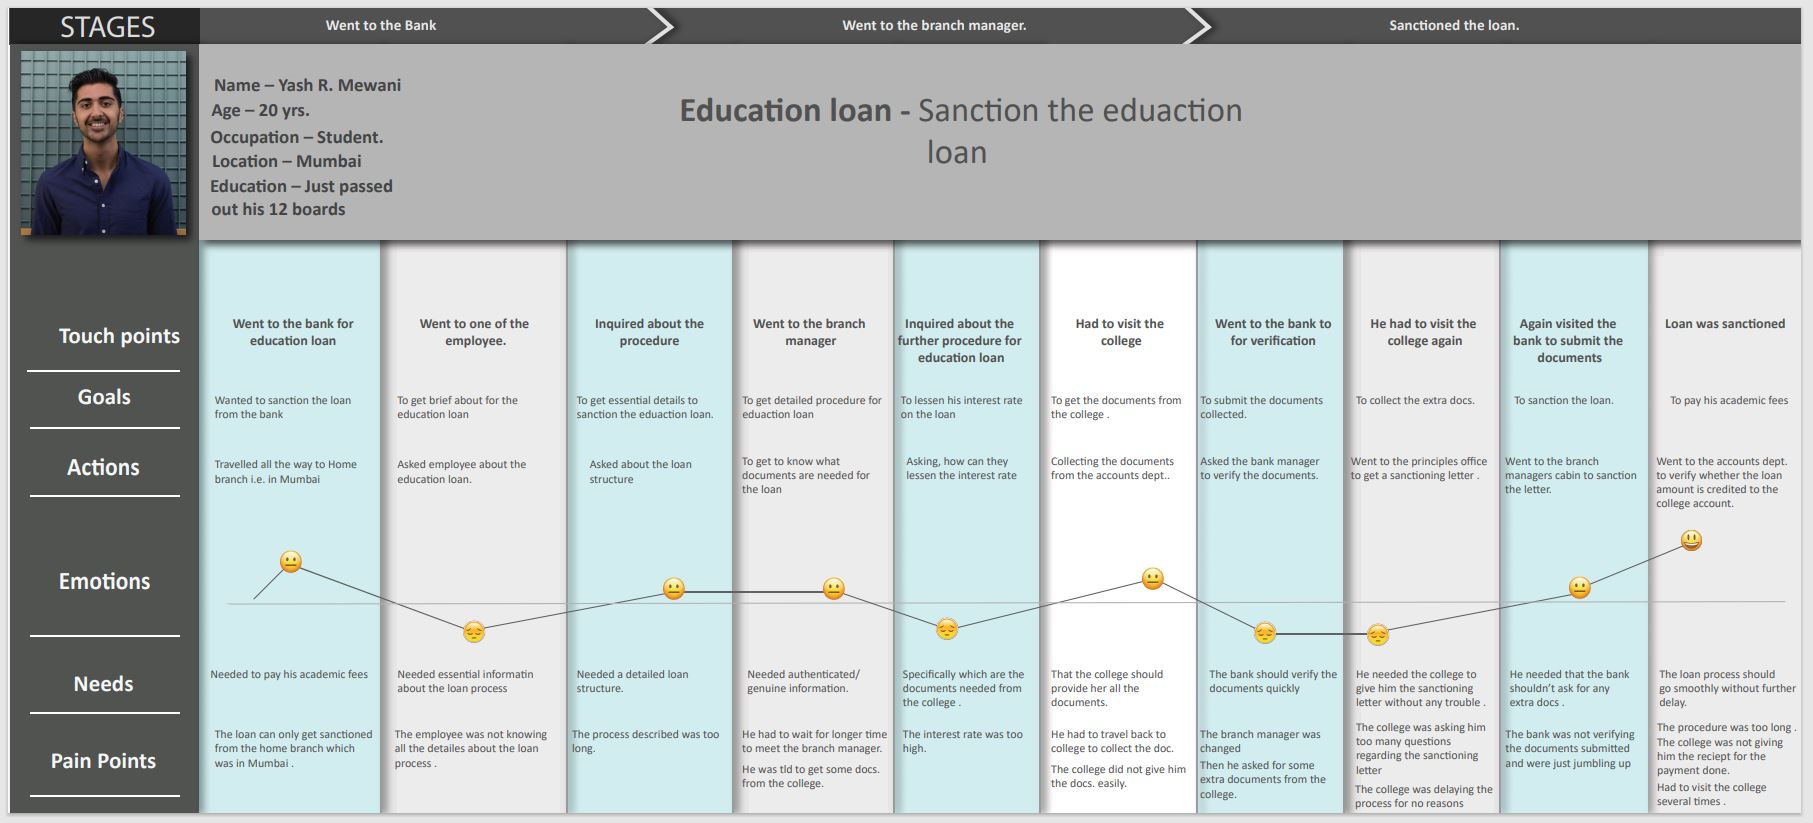 STAGES
Went to the Bank
Went to the branch manager.
Sanctioned the loan.
Name – Yash R. Mewani
Age – 20 yrs.
Occupation – Student.
Location – Mumbai
Education – Just passed
out his 12 boards
Education loan - Sanction the eduaction
loan
Touch points
Went to the bank for
education loan
Went to one of the
employee.
Inquired about the
procedure
Went to the branch
manager
Inquired about the
further procedure for
education loan
Had to visit the
college
Went to the bank to
for verification
He had to visit the
college again
Again visited the
bank to submit the
documents
Loan was sanctioned
Goals
Wanted to sanction the loan
from the bank
To get brief about for the
education loan
To get essential details to
sanction the eduaction loan.
To get detailed procedure for
eduaction loan
To lessen his interest rate
on the loan
To get the documents from
the college .
To submit the documents
collected.
To collect the extra docs.
To sanction the loan.
To pay his academic fees
Actions
Travelled all the way to Home
branch i.e. in Mumbai
Asked employee about the
education loan.
Asked about the loan
structure
To get to know what
documents are needed for
the loan
Asking, how can they
lessen the interest rate
Collecting the documents
from the accounts dept..
Asked the bank manager
to verify the documents.
Went to the principles office
to get a sanctioning letter .
Went to the branch
managers cabin to sanction
the letter.
Went to the accounts dept.
to verify whether the loan
amount is credited to the
college account.
Emotions
Needs
Needed to pay his academic fees
Needed essential informatin
about the loan process
Needed a detailed loan
structure.
Needed authenticated/
genuine information.
Specifically which are the
documents needed from
the college .
That the college should
provide her all the
documents.
The bank should verify the
documents quickly
He needed the college to
give him the sanctioning
letter without any trouble .
He needed that the bank
shouldn't ask for any
extra docs .
The loan process should
go smoothly without further
delay.
Pain Points
The loan can only get sanctioned
from the home branch which
was in Mumbai .
The employee was not knowing
all the detailes about the loan
process .
The process described was too
long.
He had to wait for longer time
to meet the branch manager.
He was tld to get some docs.
from the college.
The interest rate was too
high.
He had to travel back to
college to collect the doc.
The college did not give him
the docs. easily.
The branch manager was
changed
Then he asked for some
extra documents from the
college.
The college was asking him
too many questions
regarding the sanctioning
letter
The college was delaying the
process for no reasons
The bank was not verifying
the documents submitted
and were just jumbling up
The procedure was too long .
The college was not giving
him the reciept for the
payment done.
Had to visit the college
several times .